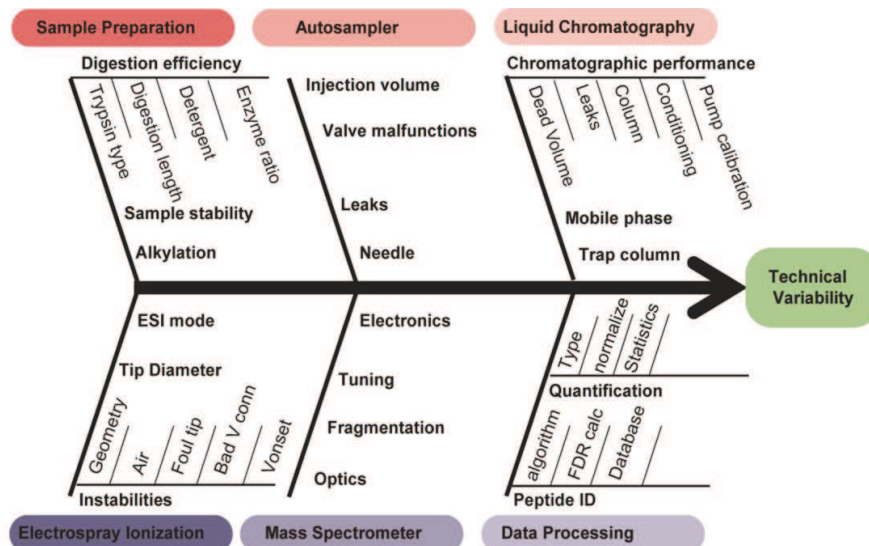 Sample Preparation
Autosampler
Liquid Chromatography
Digestion efficiency
Trypsin type
Digestion length
Detergent
Enzyme ratio
Sample stability
Alkylation
Injection volume
Valve malfunctions
Leaks
Needle
Chromatographic performance
Dead Volume
Leaks
Column
Conditioning
Pump calibration
Mobile phase
Trap column
Technical
Variability
ESI mode
Tip Diameter
Geometry
Air
Foul tip
Bad V conn
Vonset
Instabilities
Electronics
Tuning
Fragmentation
Optics
Type
normalize
Statistics
Quantification
algorithm
FDR calc
Database
Peptide ID
Electrospray Ionization
Mass Spectrometer
Data Processing